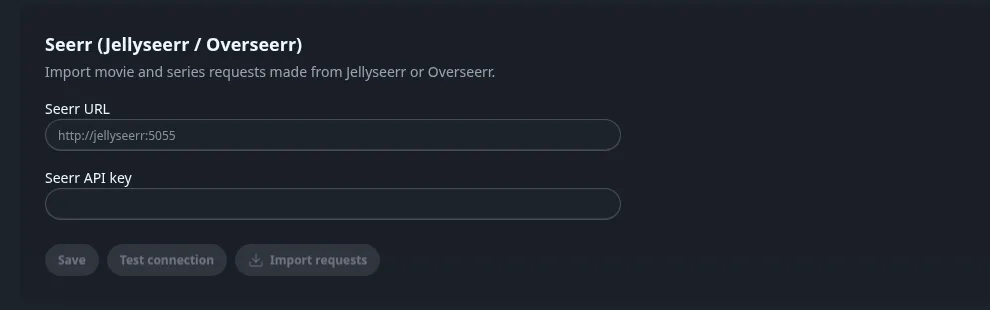 Seerr (Jellyseerr / Overseerr)
Import movie and series requests made from Jellyseerr or Overseerr.
Seerr URL
http://jellyseerr:5055
Seerr API key
Save Test connection Import requests